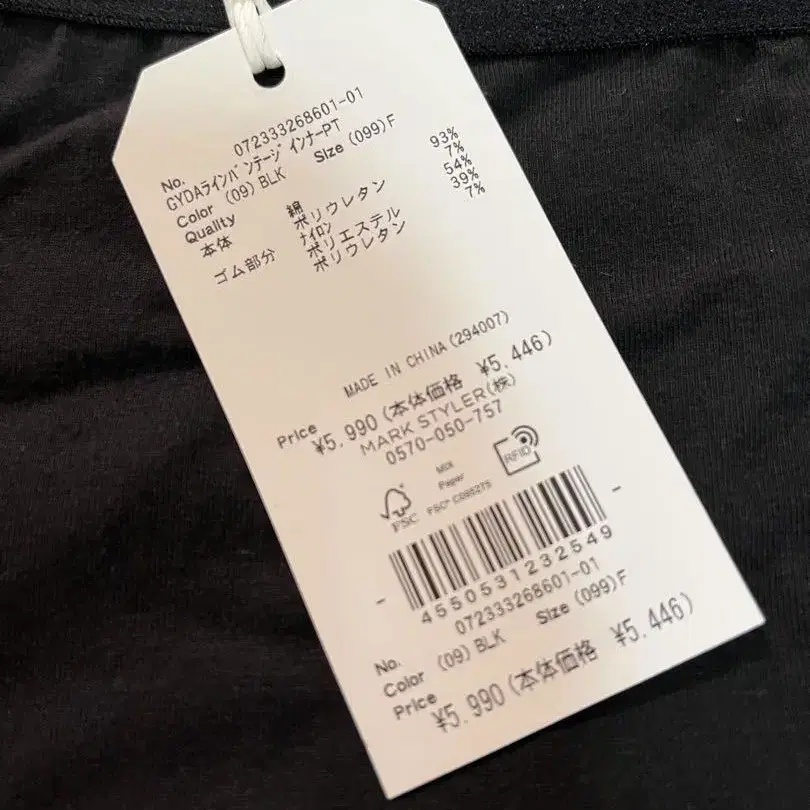 No. 072333268601-01
GYDAラインバンテージ インナーPT
Color (09) BLK Size (099)F
Quality
本体 綿 93%
ポリウレタン 7%
ゴム部分 ナイロン 54%
ポリエステル 39%
ポリウレタン 7%
MADE IN CHINA (294007)
Price ¥5.990 (本体価格 ¥5.446)
MARK STYLER(株)
0570-050-757
FSC
MIX
Paper
FSC® C095275
RFID
4550531232549
No. 072333268601-01
Color (09) BLK Size (099)F
Price ¥5.990 (本体価格 ¥5.446)